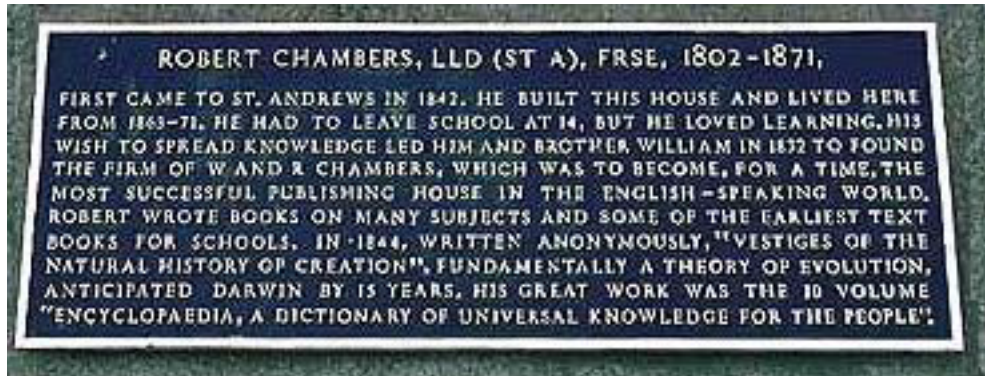 ROBERT CHAMBERS, LLD (ST A), FRSE, 1802-1871,
FIRST CAME TO ST. ANDREWS IN 1842. HE BUILT THIS HOUSE AND LIVED HERE
FROM 1863-71. HE HAD TO LEAVE SCHOOL AT 14, BUT HE LOVED LEARNING. HIS
WISH TO SPREAD KNOWLEDGE LED HIM AND BROTHER WILLIAM IN 1832 TO FOUND
THE FIRM OF W AND R CHAMBERS, WHICH WAS TO BECOME, FOR A TIME, THE
MOST SUCCESSFUL PUBLISHING HOUSE IN THE ENGLISH-SPEAKING WORLD.
ROBERT WROTE BOOKS ON MANY SUBJECTS AND SOME OF THE EARLIEST TEXT
BOOKS FOR SCHOOLS. IN 1844, WRITTEN ANONYMOUSLY, "VESTIGES OF THE
NATURAL HISTORY OF CREATION". FUNDAMENTALLY A THEORY OF EVOLUTION,
ANTICIPATED DARWIN BY 15 YEARS. HIS GREAT WORK WAS THE 10 VOLUME
"ENCYCLOPAEDIA, A DICTIONARY OF UNIVERSAL KNOWLEDGE FOR THE PEOPLE".